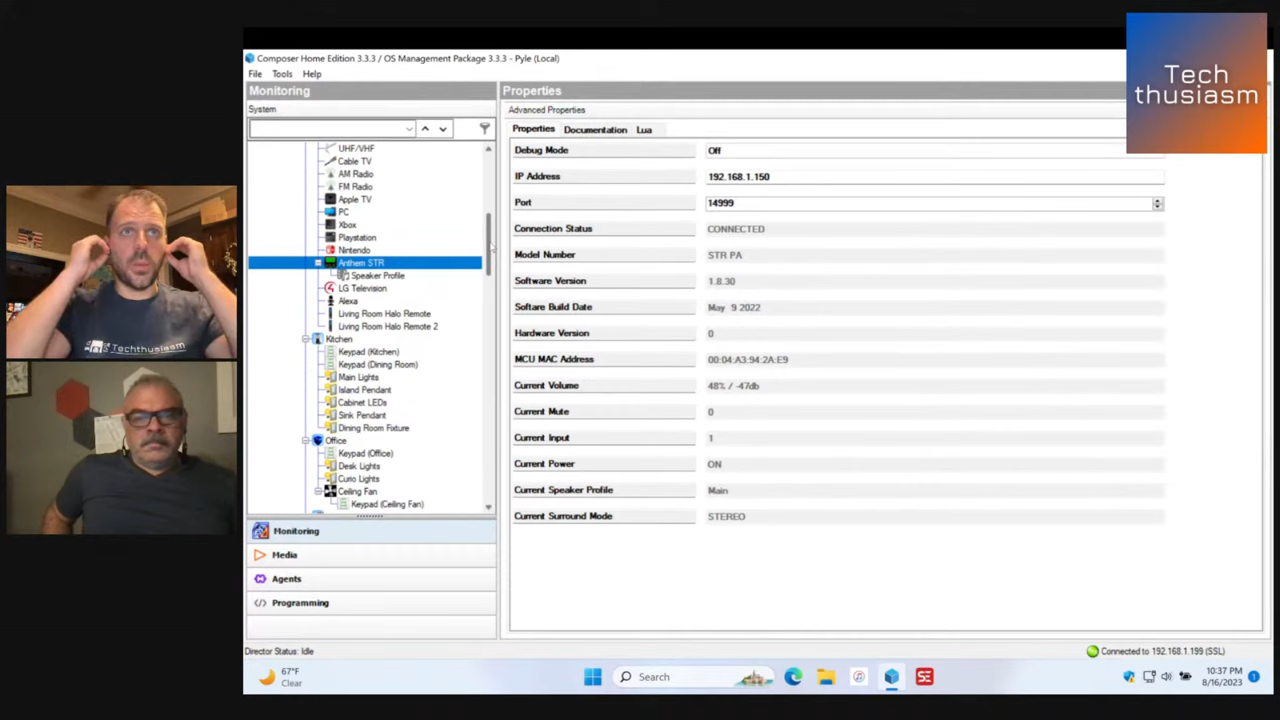 Composer Home Edition 3.3.3 / OS Management Package 3.3.3 - Pyle (Local)
File Tools Help
Monitoring
System
UHF/VHF
Cable TV
AM Radio
FM Radio
Apple TV
PC
Xbox
Playstation
Nintendo
Anthem STR
Speaker Profile
LG Television
Alexa
Living Room Halo Remote
Living Room Halo Remote 2
Kitchen
Keypad (Kitchen)
Keypad (Dining Room)
Main Lights
Island Pendant
Cabinet LEDs
Sink Pendant
Dining Room Fixture
Office
Keypad (Office)
Desk Lights
Curio Lights
Ceiling Fan
Keypad (Ceiling Fan)
Monitoring
Media
Agents
Programming
Properties
Advanced Properties
Properties Documentation Lua
Debug Mode Off
IP Address 192.168.1.150
Port 14999
Connection Status CONNECTED
Model Number STR PA
Software Version 1.8.30
Softare Build Date May 9 2022
Hardware Version 0
MCU MAC Address 00:04:A3:94:2A:E9
Current Volume 48% / -47db
Current Mute 0
Current Input 1
Current Power ON
Current Speaker Profile Main
Current Surround Mode STEREO
Director Status: Idle
Connected to 192.168.1.199 (SSL)
67°F
Clear
Search
SE
10:37 PM
8/16/2023
1
Tech
thusiasm
Techthusiasm